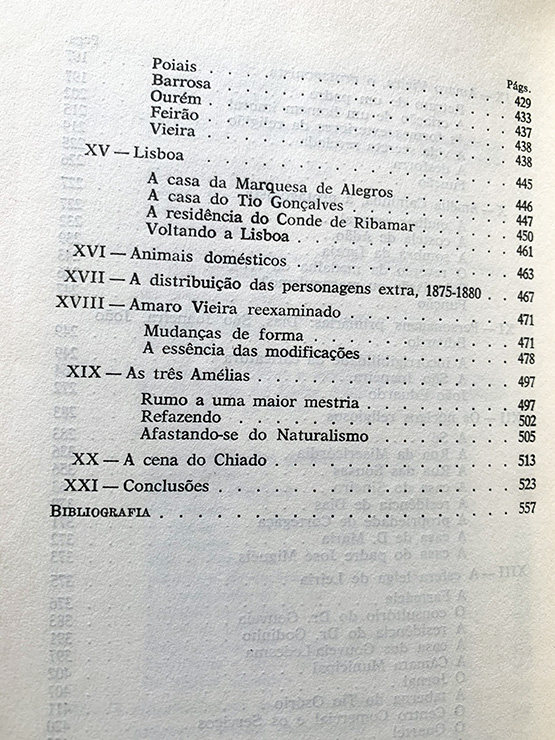 Págs.
Poiais . . . . . . . . . . 429
Barrosa . . . . . . . . . . 433
Ourém . . . . . . . . . . 437
Feirão . . . . . . . . . . 438
Vieira . . . . . . . . . . 438
XV — Lisboa . . . . . . . . . . 445
A casa da Marquesa de Alegros . . . . . 446
A casa do Tio Gonçalves . . . . . . 447
A residência do Conde de Ribamar . . . . 450
Voltando a Lisboa . . . . . . . . 461
XVI — Animais domésticos . . . . . . . . 463
XVII — A distribuição das personagens extra, 1875-1880 . 467
XVIII — Amaro Vieira reexaminado . . . . . . 471
Mudanças de forma . . . . . . . 471
A essência das modificações . . . . . 478
XIX — As três Amélias . . . . . . . . . 497
Rumo a uma maior mestria . . . . . . 497
Refazendo . . . . . . . . . . 502
Afastando-se do Naturalismo . . . . . 505
XX — A cena do Chiado . . . . . . . . 513
XXI — Conclusões . . . . . . . . . . 523
BIBLIOGRAFIA . . . . . . . . . . . . 557